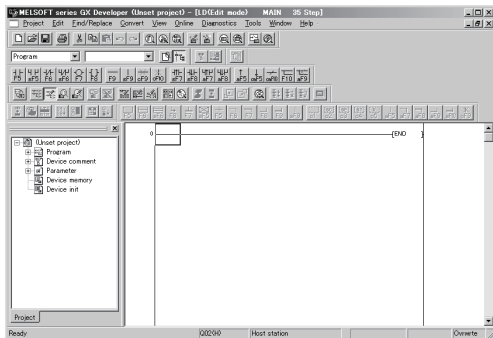 MELSOFT series GX Developer (Unset project) - [LD(Edit mode) MAIN 35 Step]
Project Edit Find/Replace Convert View Online Diagnostics Tools Window Help
Program
0
[END ]
(Unset project)
Program
Device comment
Parameter
Device memory
Device init
Project
Ready Q02(H) Host station Ovrwrte